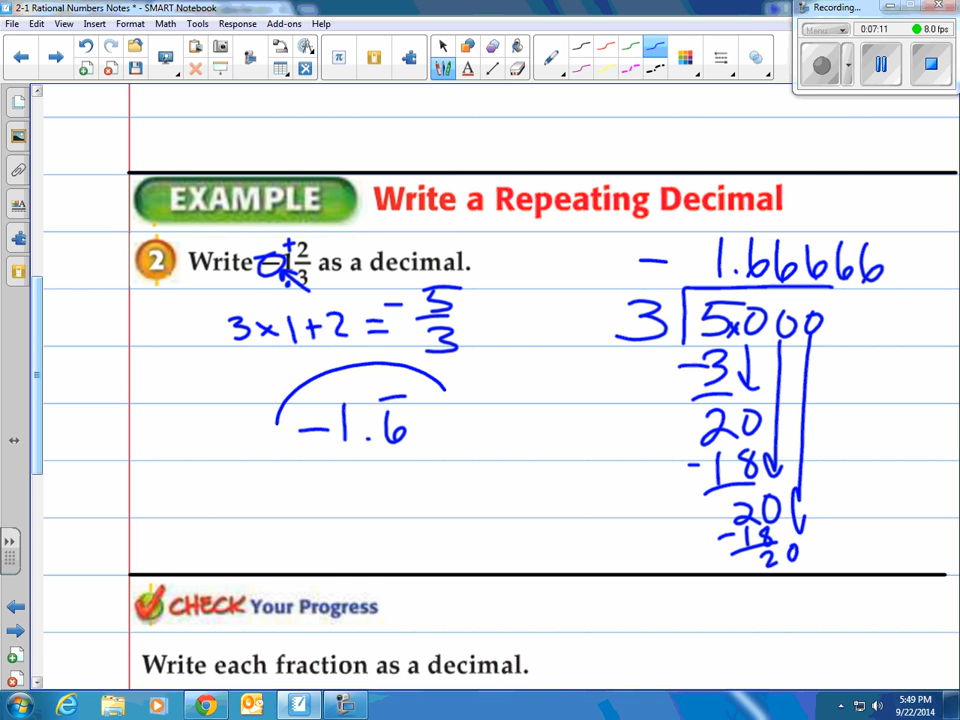 2-1 Rational Numbers Notes * - SMART Notebook
Recording...
File Edit View Insert Format Math Tools Response Add-ons Help
Menu 0:07:11 8.0 fps
EXAMPLE Write a Repeating Decimal
2 Write -1 2/3 as a decimal.
3 x 1 + 2 = - 5/3
-1.6̅
- 1.66666
3 5.000
-3
20
-18
20
-18
20
CHECK Your Progress
Write each fraction as a decimal.
5:49 PM
9/22/2014